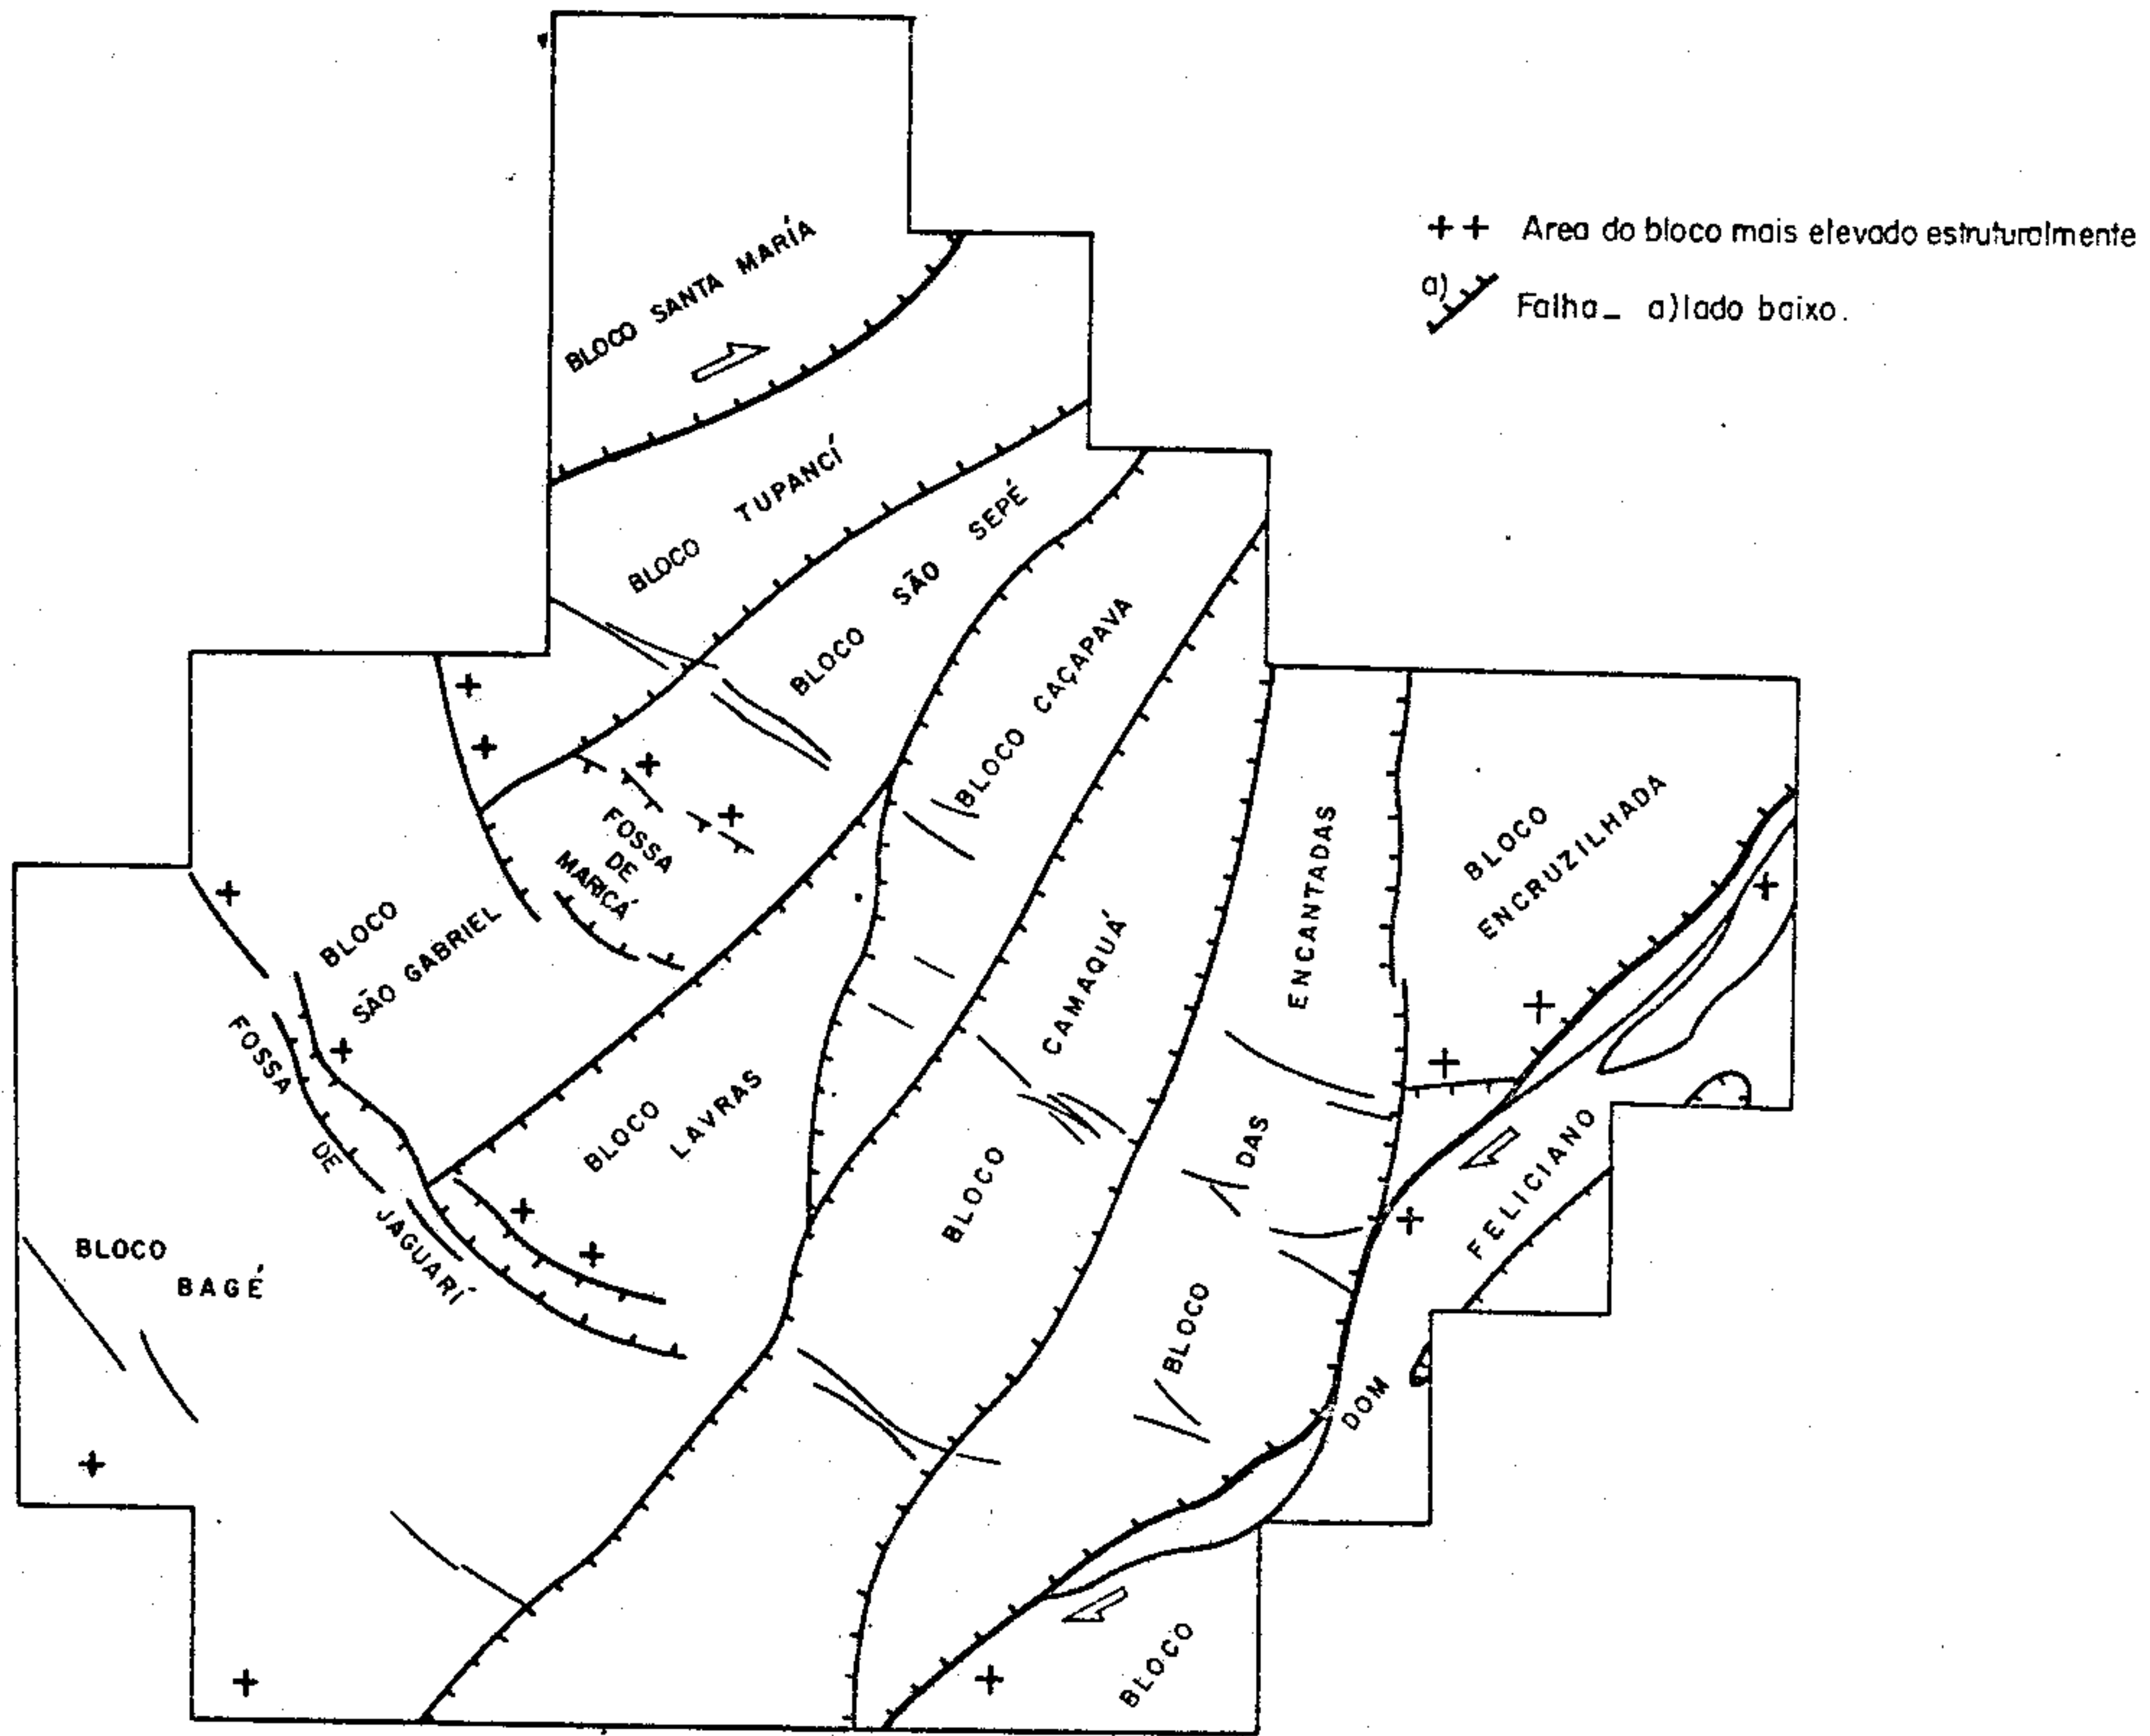 ++ Area do bloco mais elevado estruturalmente
a) Falha_ a)lado baixo.
BLOCO SANTA MARÍA
BLOCO TUPANCÍ
BLOCO SÃO SEPÉ
BLOCO CAÇAPAVA
FOSSA
DE
MARICÁ
BLOCO
SÃO GABRIEL
FOSSA DE JAGUARÍ
BLOCO
LAVRAS
BLOCO CAMAQUÁ
BLOCO DAS ENCANTADAS
BLOCO
ENCRUZILHADA
BLOCO DOM FELICIANO
BLOCO
BAGÉ